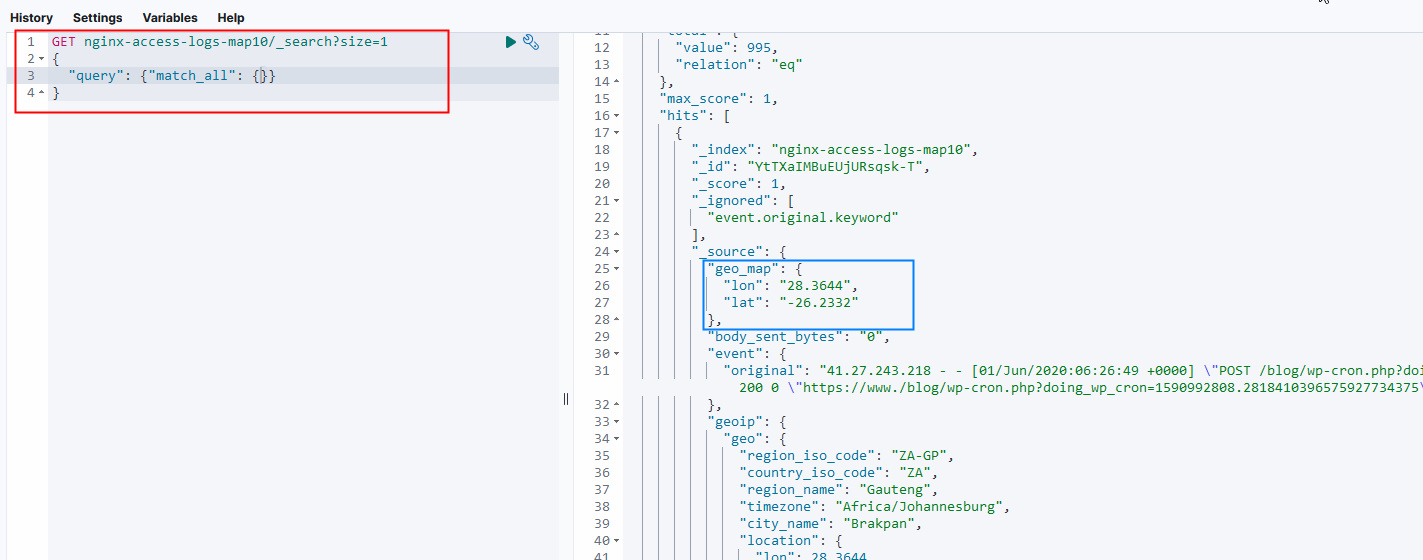 History Settings Variables Help
1 GET nginx-access-logs-map10/_search?size=1
2 {
3 "query": {"match_all": {}}
4 }
11 "total": {
12 "value": 995,
13 "relation": "eq"
14 },
15 "max_score": 1,
16 "hits": [
17 {
18 "_index": "nginx-access-logs-map10",
19 "_id": "YtTXaIMBuEUjURsqsk-T",
20 "_score": 1,
21 "_ignored": [
22 "event.original.keyword"
23 ],
24 "_source": {
25 "geo_map": {
26 "lon": "28.3644",
27 "lat": "-26.2332"
28 },
29 "body_sent_bytes": "0",
30 "event": {
31 "original": "41.27.243.218 - - [01/Jun/2020:06:26:49 +0000] \"POST /blog/wp-cron.php?doi
200 0 \"https://www./blog/wp-cron.php?doing_wp_cron=1590992808.2818410396575927734375\
32 },
33 "geoip": {
34 "geo": {
35 "region_iso_code": "ZA-GP",
36 "country_iso_code": "ZA",
37 "region_name": "Gauteng",
38 "timezone": "Africa/Johannesburg",
39 "city_name": "Brakpan",
40 "location": {
41 "lon": 28.3644